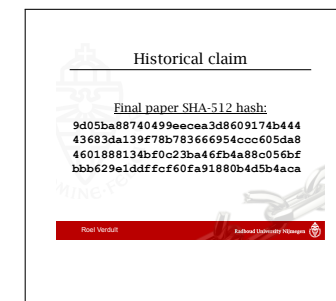 Historical claim
Final paper SHA-512 hash:
9d05ba88740499eecea3d8609174b444
43683da139f78b783666954ccc605da8
4601888134bf0c23ba46fb4a88c056bf
bbb629e1ddffcf60fa91880b4d5b4aca
Roel Verdult
Radboud University Nijmegen